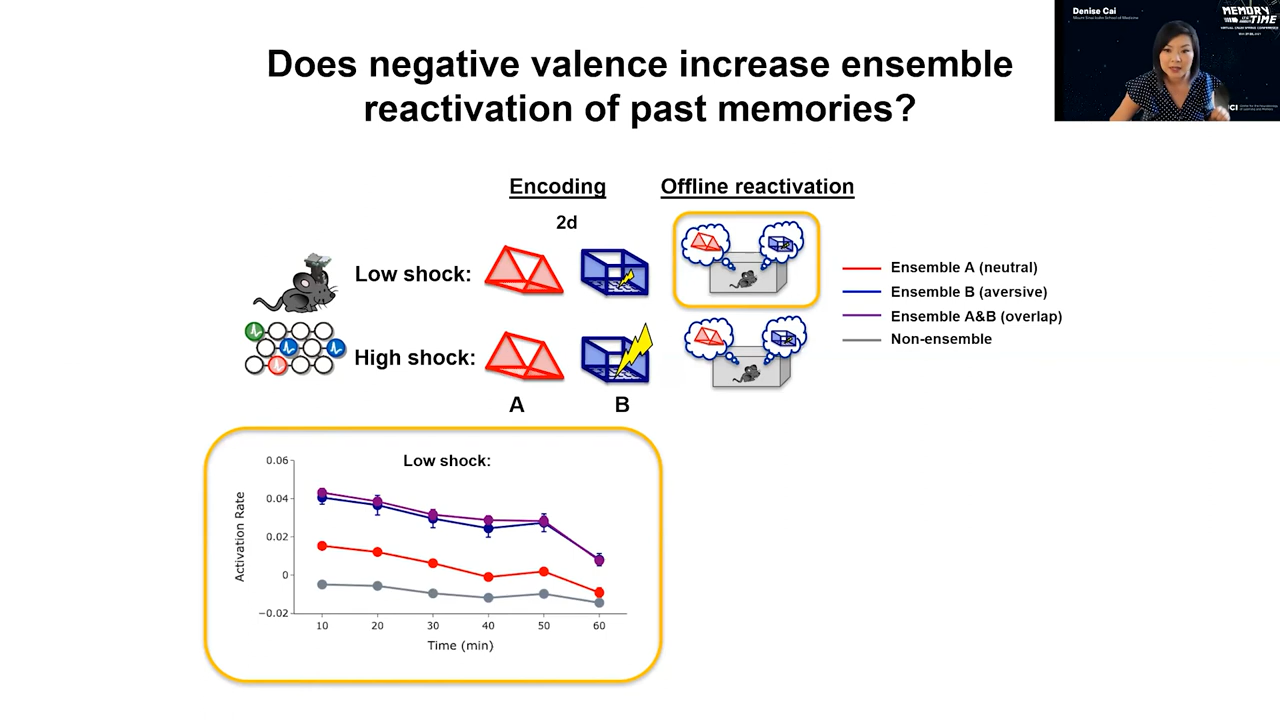 Does negative valence increase ensemble
reactivation of past memories?
Denise Cai
Mount Sinai Icahn School of Medicine
MEMORY
TIME
Encoding
Offline reactivation
2d
Low shock:
High shock:
A
B
Ensemble A (neutral)
Ensemble B (aversive)
Ensemble A&B (overlap)
Non-ensemble
Low shock:
Activation Rate
0.06
0.04
0.02
0
−0.02
10 20 30 40 50 60
Time (min)